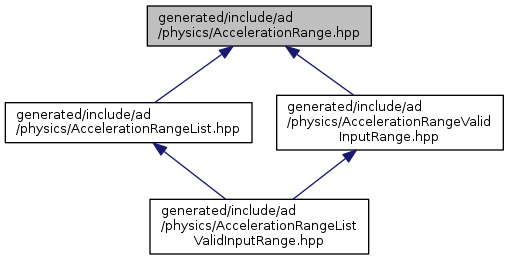 generated/include/ad
/physics/AccelerationRange.hpp
generated/include/ad
/physics/AccelerationRangeList.hpp
generated/include/ad
/physics/AccelerationRangeValid
InputRange.hpp
generated/include/ad
/physics/AccelerationRangeList
ValidInputRange.hpp